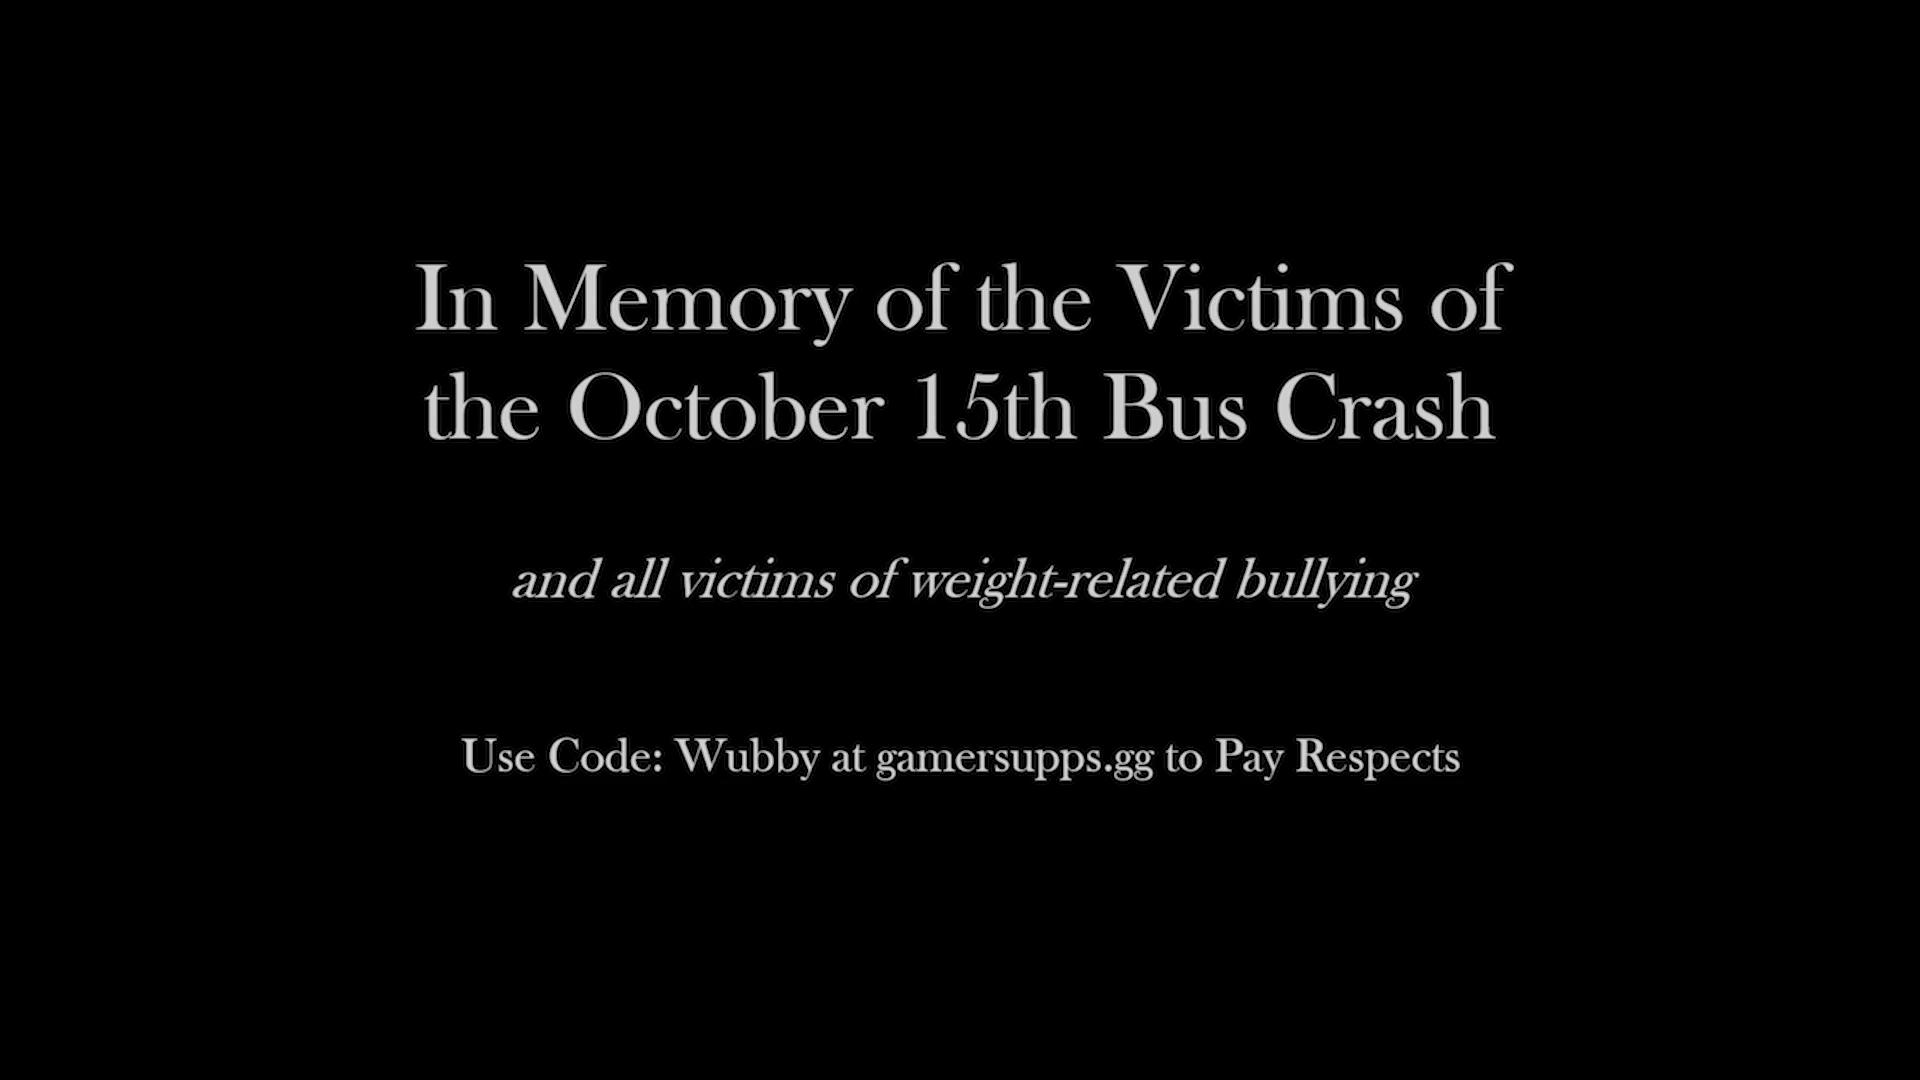 In Memory of the Victims of
the October 15th Bus Crash
and all victims of weight-related bullying
Use Code: Wubby at gamersupps.gg to Pay Respects